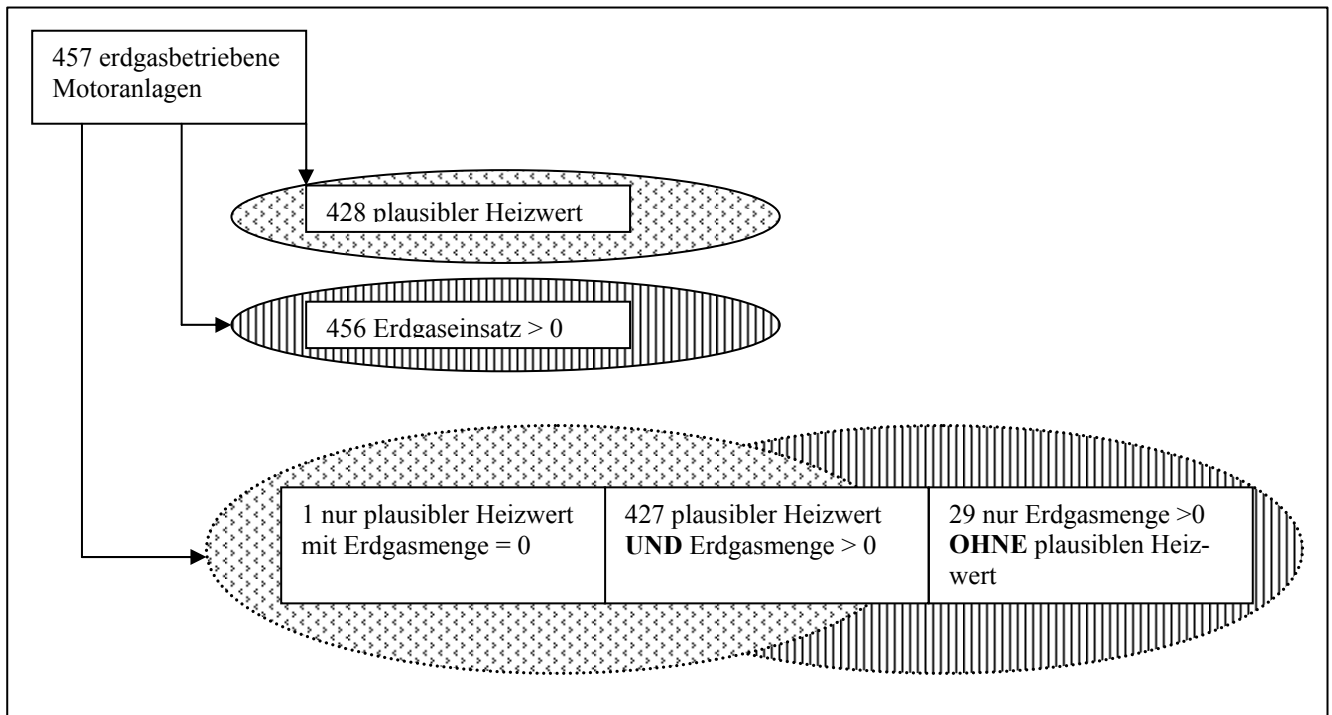 457 erdgasbetriebene
Motoranlagen
428 plausibler Heizwert
456 Erdgaseinsatz > 0
1 nur plausibler Heizwert
mit Erdgasmenge = 0
427 plausibler Heizwert
UND Erdgasmenge > 0
29 nur Erdgasmenge >0
OHNE plausiblen Heiz-
wert